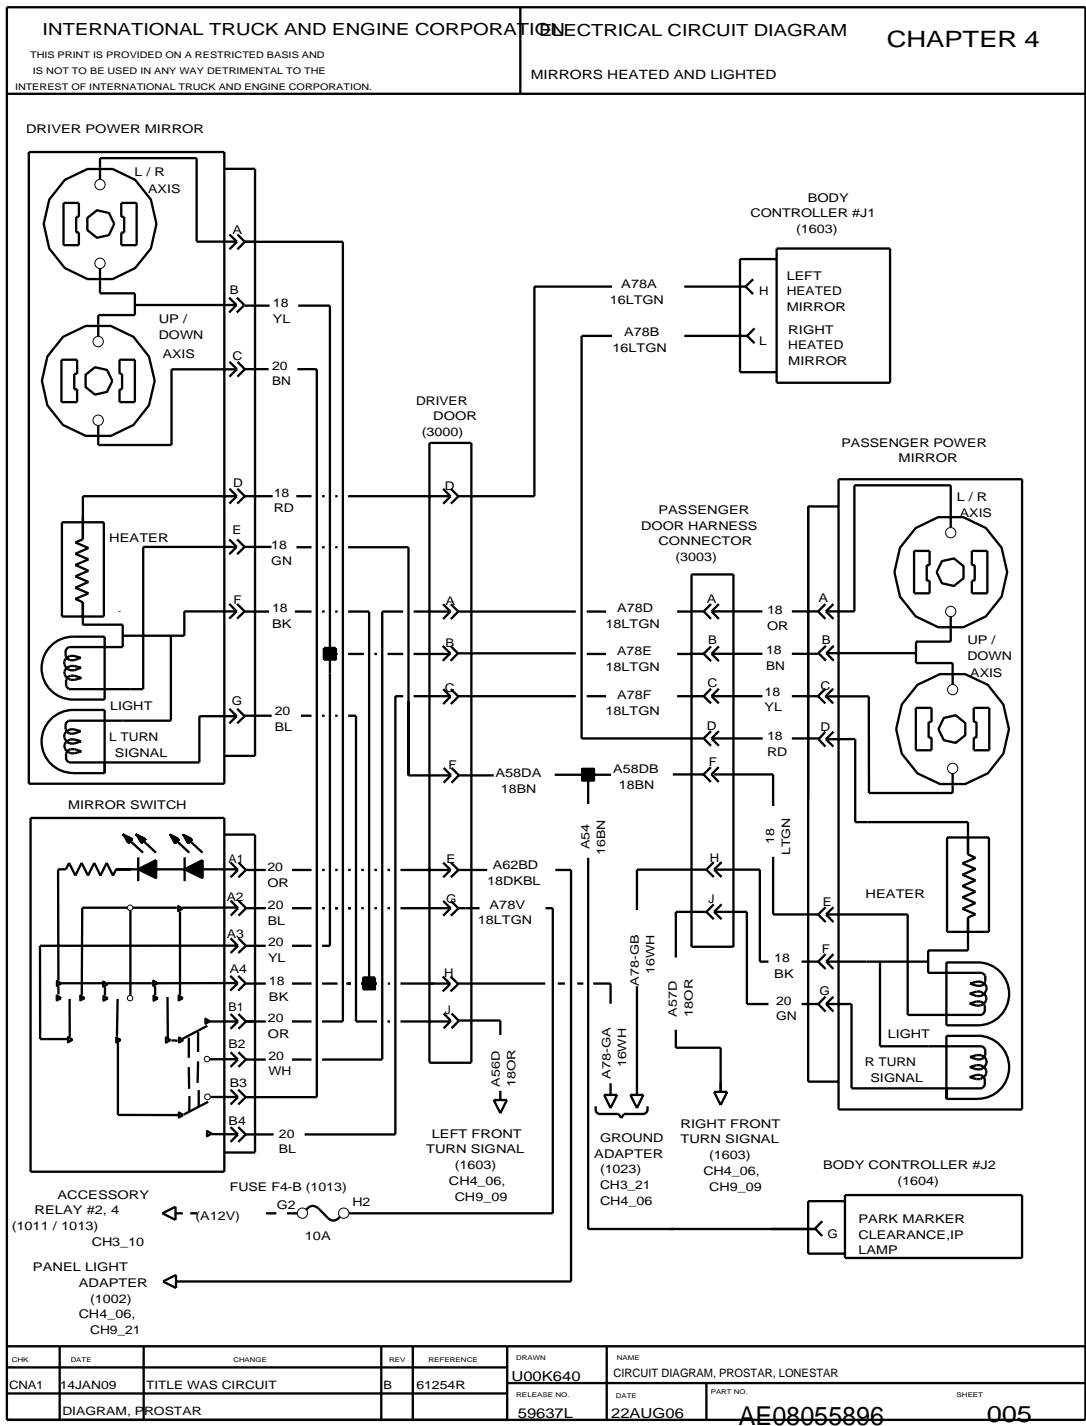 INTERNATIONAL TRUCK AND ENGINE CORPORATION
ELECTRICAL CIRCUIT DIAGRAM
CHAPTER 4
THIS PRINT IS PROVIDED ON A RESTRICTED BASIS AND
IS NOT TO BE USED IN ANY WAY DETRIMENTAL TO THE
INTEREST OF INTERNATIONAL TRUCK AND ENGINE CORPORATION.
MIRRORS HEATED AND LIGHTED
DRIVER POWER MIRROR
L / R
AXIS
A
B
18
YL
UP /
DOWN
AXIS
C
20
BN
D
18
RD
HEATER
E
18
GN
F
18
BK
LIGHT
G
20
BL
L TURN
SIGNAL
MIRROR SWITCH
A1
20
OR
A2
20
BL
A3
20
YL
A4
18
BK
B1
20
OR
B2
20
WH
B3
B4
20
BL
DRIVER
DOOR
(3000)
D
A
B
C
F
E
G
H
J
BODY
CONTROLLER #J1
(1603)
A78A
16LTGN
H
LEFT
HEATED
MIRROR
A78B
16LTGN
L
RIGHT
HEATED
MIRROR
PASSENGER
DOOR HARNESS
CONNECTOR
(3003)
A78D
18LTGN
A
18
OR
A
A78E
18LTGN
B
18
BN
B
A78F
18LTGN
C
18
YL
C
D
18
RD
D
A58DA
18BN
A58DB
18BN
F
A54
16BN
18
LTGN
A62BD
18DKBL
A78V
18LTGN
H
J
A78-GB
16WH
A57D
18OR
A78-GA
16WH
A56D
18OR
PASSENGER POWER
MIRROR
L / R
AXIS
UP /
DOWN
AXIS
HEATER
E
18
BK
F
20
GN
G
LIGHT
R TURN
SIGNAL
LEFT FRONT
TURN SIGNAL
(1603)
CH4_06,
CH9_09
GROUND
ADAPTER
(1023)
CH3_21
CH4_06
RIGHT FRONT
TURN SIGNAL
(1603)
CH4_06,
CH9_09
BODY CONTROLLER #J2
(1604)
G
PARK MARKER
CLEARANCE,IP
LAMP
ACCESSORY
RELAY #2, 4
(1011 / 1013)
CH3_10
(A12V)
FUSE F4-B (1013)
G2
H2
10A
PANEL LIGHT
ADAPTER
(1002)
CH4_06,
CH9_21
CHK
DATE
CHANGE
REV
REFERENCE
DRAWN
NAME
CNA1
14JAN09
TITLE WAS CIRCUIT
B
61254R
U00K640
CIRCUIT DIAGRAM, PROSTAR, LONESTAR
DIAGRAM, PROSTAR
RELEASE NO.
DATE
PART NO.
SHEET
59637L
22AUG06
AE08055896
005